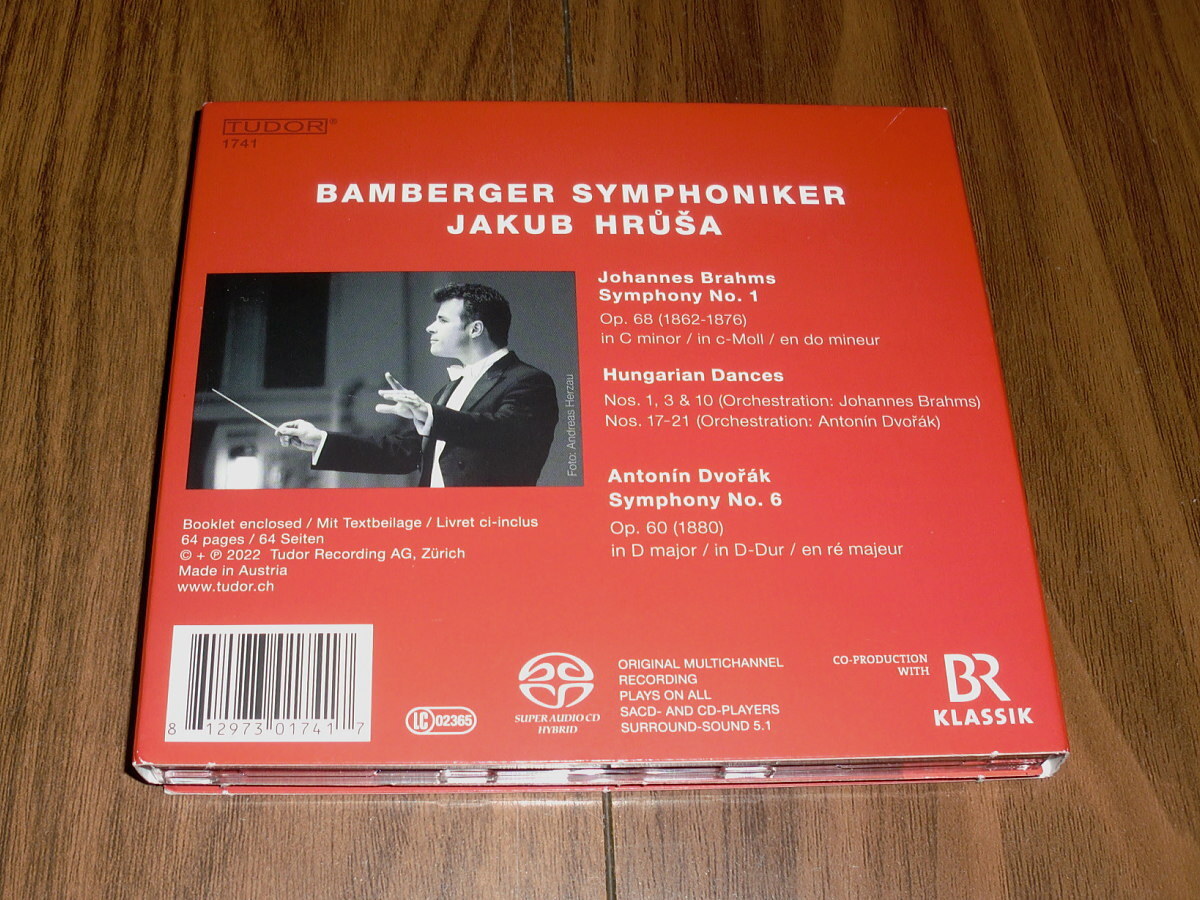 TUDOR®
1741
BAMBERGER SYMPHONIKER
JAKUB HRŮŠA
Johannes Brahms
Symphony No. 1
Op. 68 (1862-1876)
in C minor / in c-Moll / en do mineur
Hungarian Dances
Nos. 1, 3 & 10 (Orchestration: Johannes Brahms)
Nos. 17-21 (Orchestration: Antonín Dvořák)
Antonín Dvořák
Symphony No. 6
Op. 60 (1880)
in D major / in D-Dur / en ré majeur
Foto: Andreas Herzau
Booklet enclosed / Mit Textbeilage / Livret ci-inclus
64 pages / 64 Seiten
© + ℗ 2022 Tudor Recording AG, Zürich
Made in Austria
www.tudor.ch
8 12973 01741 7
LC 02365
SUPER AUDIO CD
HYBRID
ORIGINAL MULTICHANNEL
RECORDING
PLAYS ON ALL
SACD- AND CD-PLAYERS
SURROUND-SOUND 5.1
CO-PRODUCTION
WITH
BR
KLASSIK